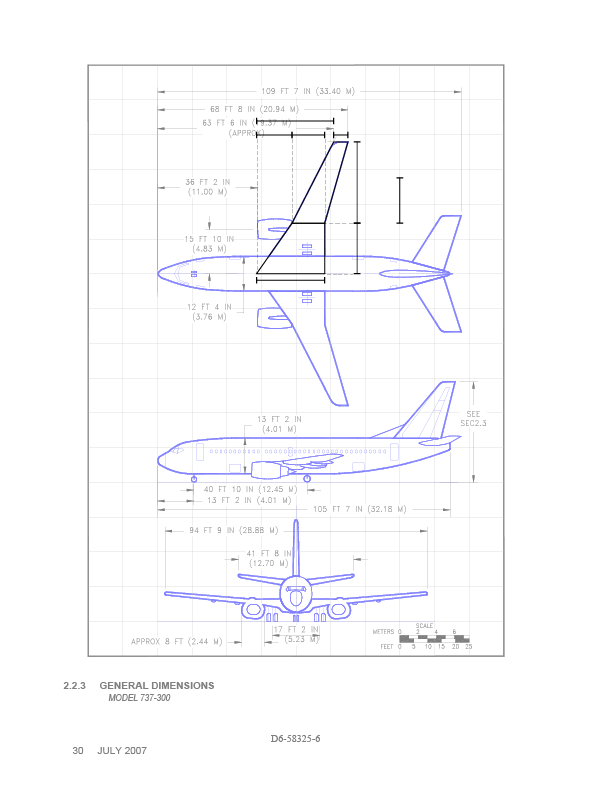 109 FT 7 IN (33.40 M)
68 FT 8 IN (20.94 M)
63 FT 6 IN ( 9.37 M)
(APPROX)
36 FT 2 IN
(11.00 M)
15 FT 10 IN
(4.83 M)
12 FT 4 IN
(3.76 M)
13 FT 2 IN
(4.01 M)
SEE
SEC2.3
40 FT 10 IN (12.45 M)
13 FT 2 IN (4.01 M)
105 FT 7 IN (32.18 M)
94 FT 9 IN (28.88 M)
41 FT 8 IN
(12.70 M)
17 FT 2 IN
(5.23 M)
APPROX 8 FT (2.44 M)
SCALE
METERS 0 2 4 6
FEET 0 5 10 15 20 25
2.2.3 GENERAL DIMENSIONS
MODEL 737-300
D6-58325-6
30 JULY 2007